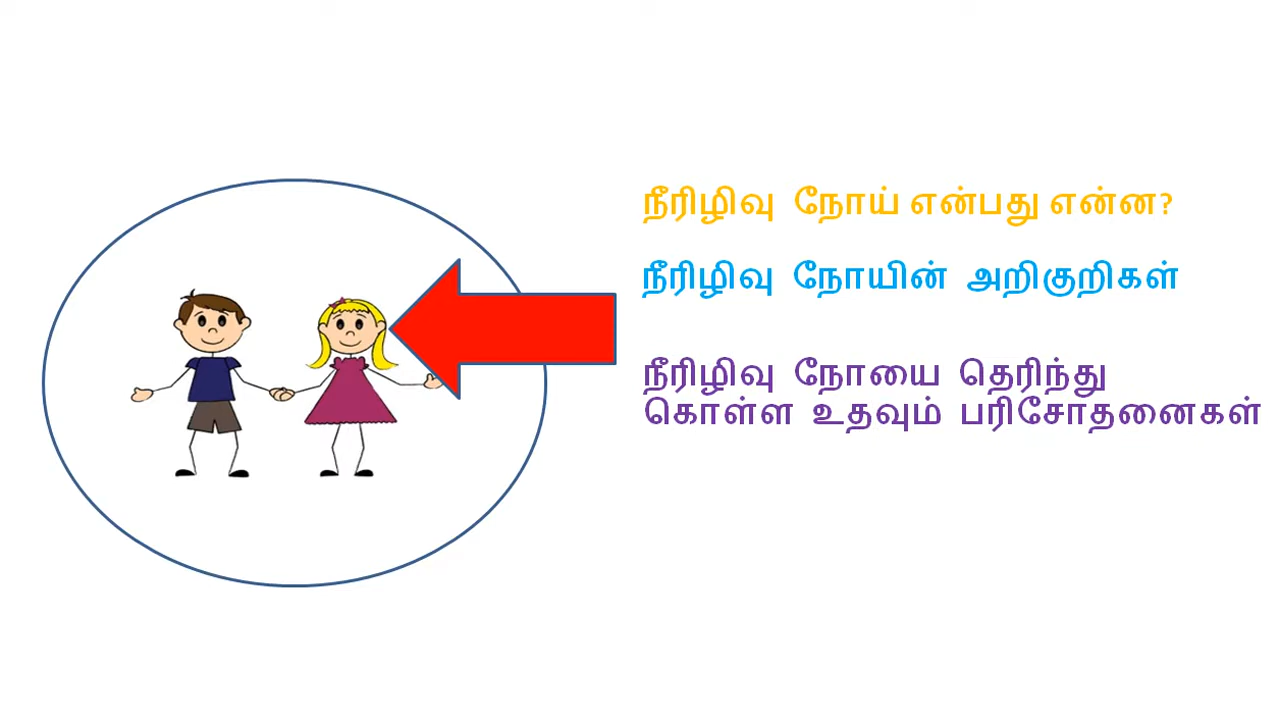 நீரிழிவு நோய் என்பது என்ன?
நீரிழிவு நோயின் அறிகுறிகள்
நீரிழிவு நோயை தெரிந்து
கொள்ள உதவும் பரிசோதனைகள்